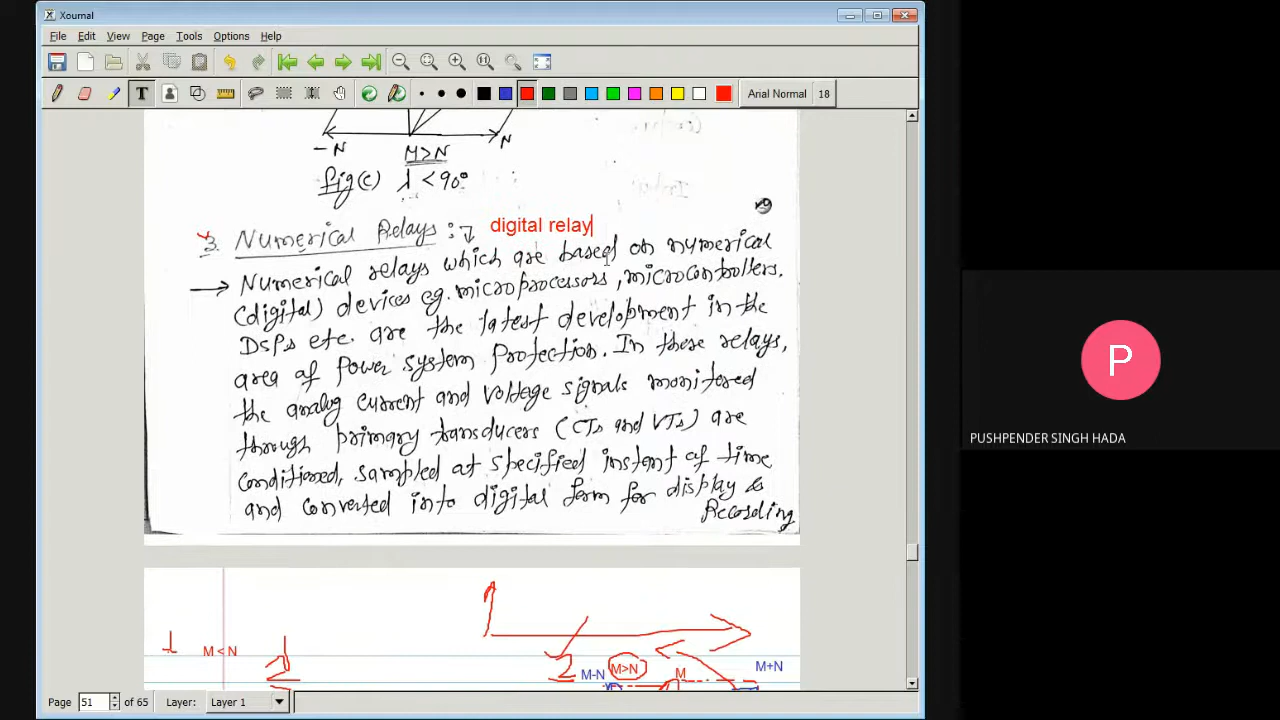 Xournal
File Edit View Page Tools Options Help
Arial Normal 18
-N M>N N
fig(c) λ < 90°
3. Numerical Relays :- digital relay
→ Numerical relays which are based on numerical
(digital) devices eg. microprocessors, microcontrollers,
DSPs etc. are the latest development in the
area of Power system protection. In these relays,
the analog current and voltage signals monitored
through primary transducers (CTs and VTs) are
conditioned, sampled at specified instant of time
and converted into digital form for display &
Recording
M < N
M-N M>N M M+N
Page 51 of 65 Layer: Layer 1
P
PUSHPENDER SINGH HADA